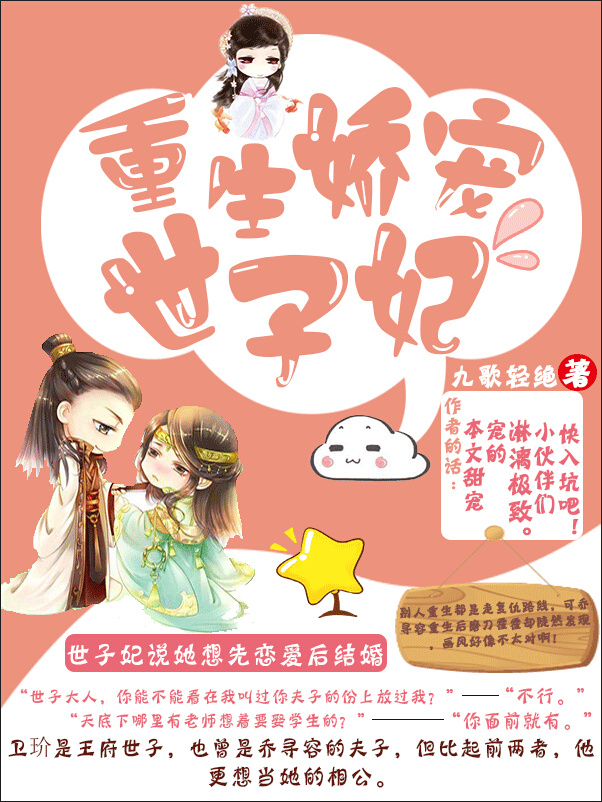 重生娇宠
世子妃
九歌轻绝 著
作者的话：
本文甜宠
宠的
淋漓极致。
小伙伴们
快入坑吧！
别人重生都是走复仇路线，可乔
寻容重生后磨刀霍霍却陡然发现
，画风好像不太对啊！
世子妃说她想先恋爱后结婚
“世子大人，你能不能看在我叫过你夫子的份上放过我？”——“不行。”
“天底下哪里有老师想着要娶学生的？”————“你面前就有。”
卫玠是王府世子，也曾是乔寻容的夫子，但比起前两者，他
更想当她的相公。